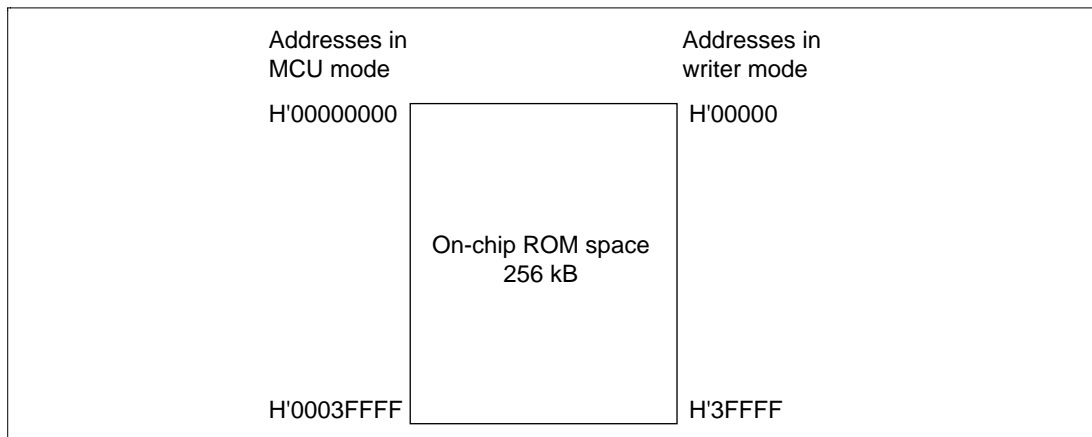 Addresses in
MCU mode
Addresses in
writer mode
H'00000000
H'00000
On-chip ROM space
256 kB
H'0003FFFF
H'3FFFF